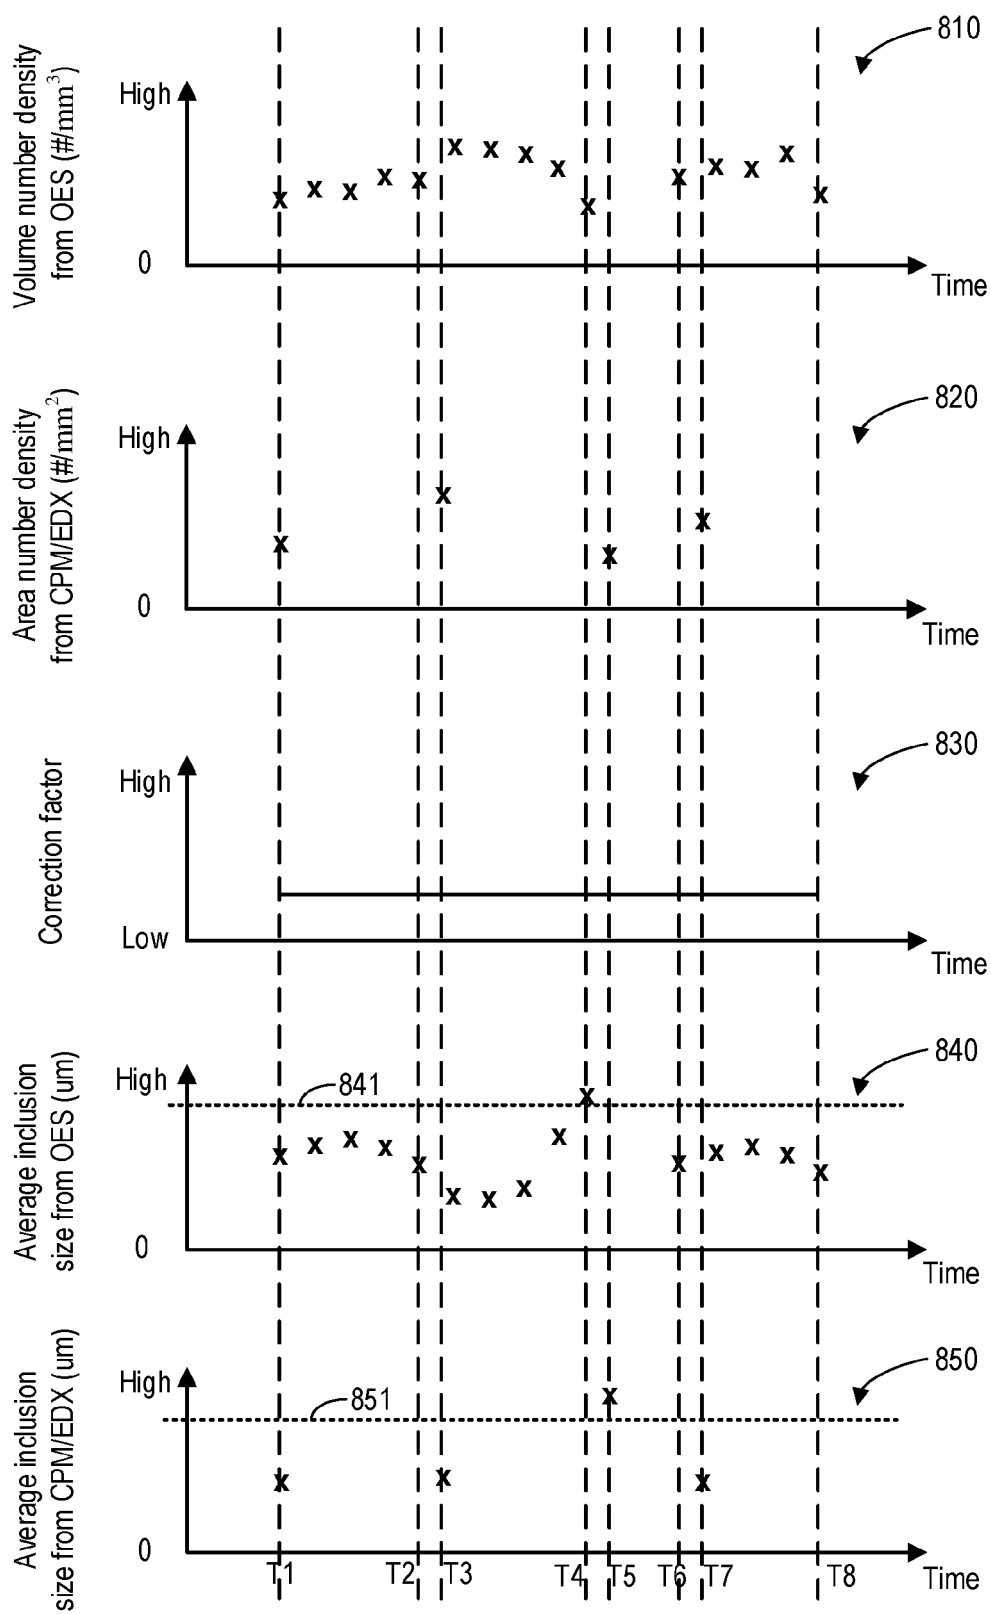 810
High
Volume number density
from OES (#/mm³)
0
Time
820
High
Area number density
from CPM/EDX (#/mm²)
0
Time
830
High
Correction factor
Low
Time
840
High
841
Average inclusion
size from OES (um)
0
Time
850
High
851
Average inclusion
size from CPM/EDX (um)
0
T1 T2 T3 T4 T5 T6 T7 T8 Time